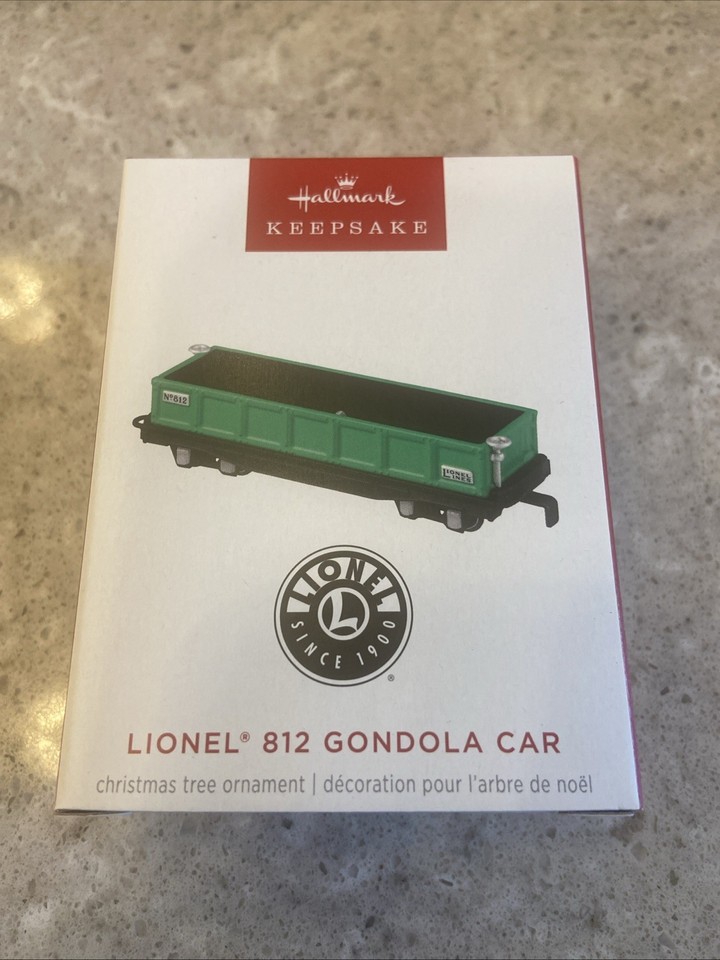 Hallmark
KEEPSAKE
Nº812
LIONEL
LINES
LIONEL
L
SINCE 1900
®
LIONEL® 812 GONDOLA CAR
christmas tree ornament | décoration pour l'arbre de noël